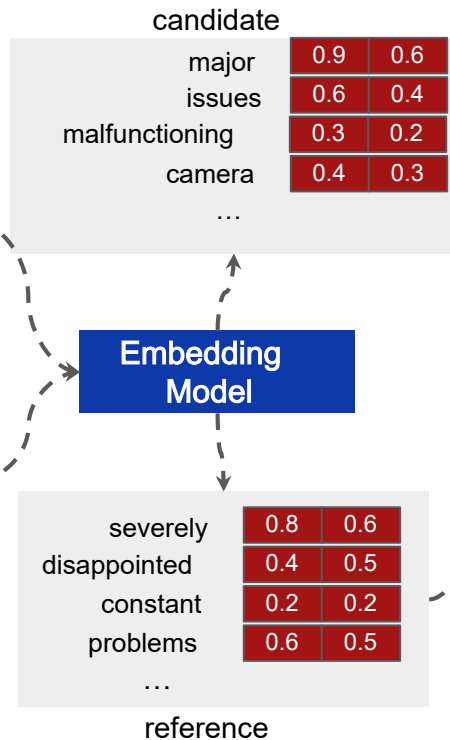 candidate
major 0.9 0.6
issues 0.6 0.4
malfunctioning 0.3 0.2
camera 0.4 0.3
...
Embedding
Model
severely 0.8 0.6
disappointed 0.4 0.5
constant 0.2 0.2
problems 0.6 0.5
...
reference